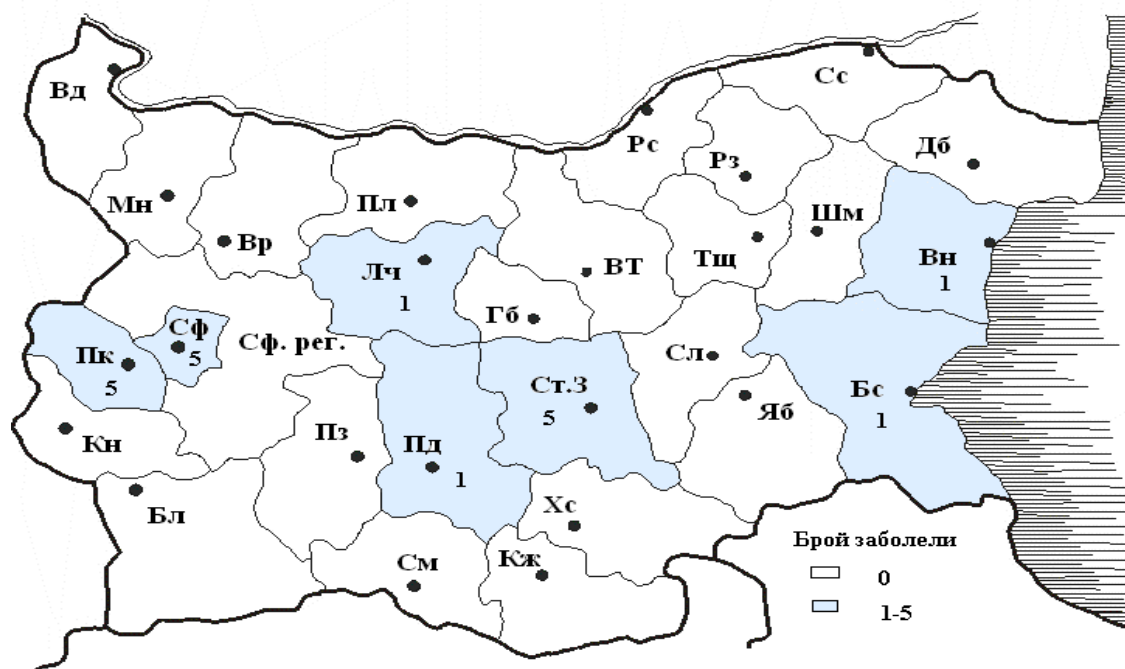 Сс
Вд
Рс
Дб
Рз
Мн
Пл
Шм
Вр
Вн
1
Лч
1
ВТ
Тщ
Гб
Сф
5
Сф. рег.
Пк
5
Сл
Ст.З
5
Бс
1
Яб
Кн
Пз
Пд
1
Бл
Хс
См
Кж
Брой заболели
0
1-5